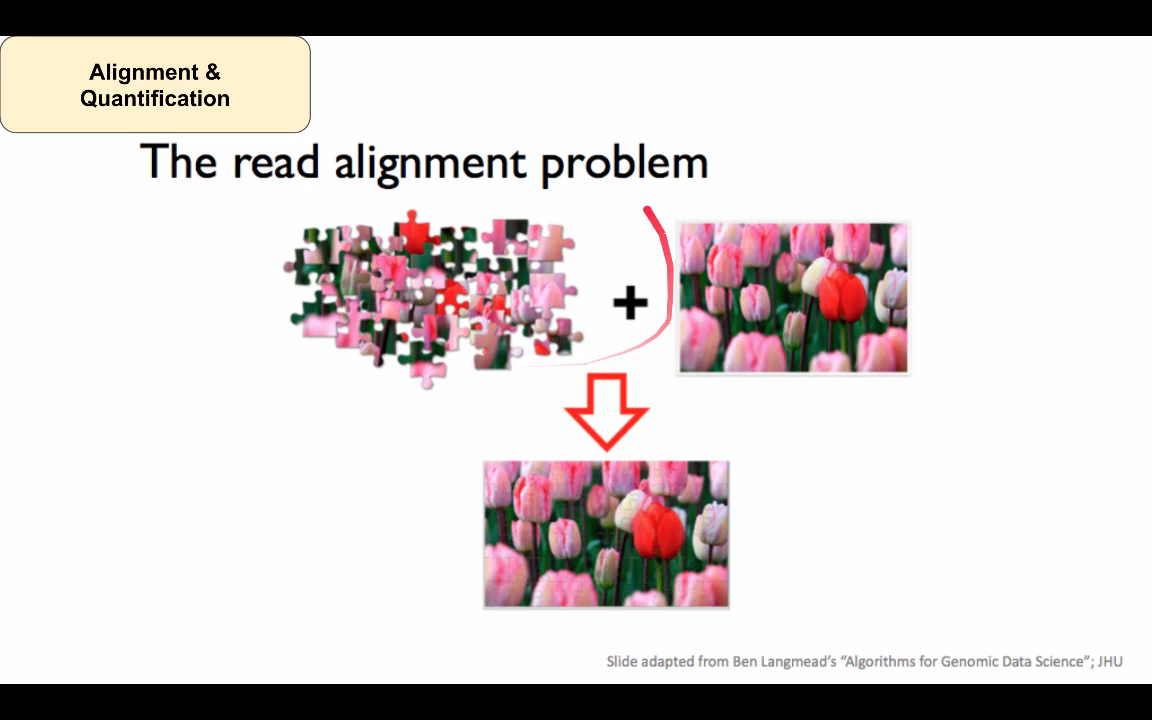 Alignment &
Quantification
The read alignment problem
+
Slide adapted from Ben Langmead's “Algorithms for Genomic Data Science”; JHU